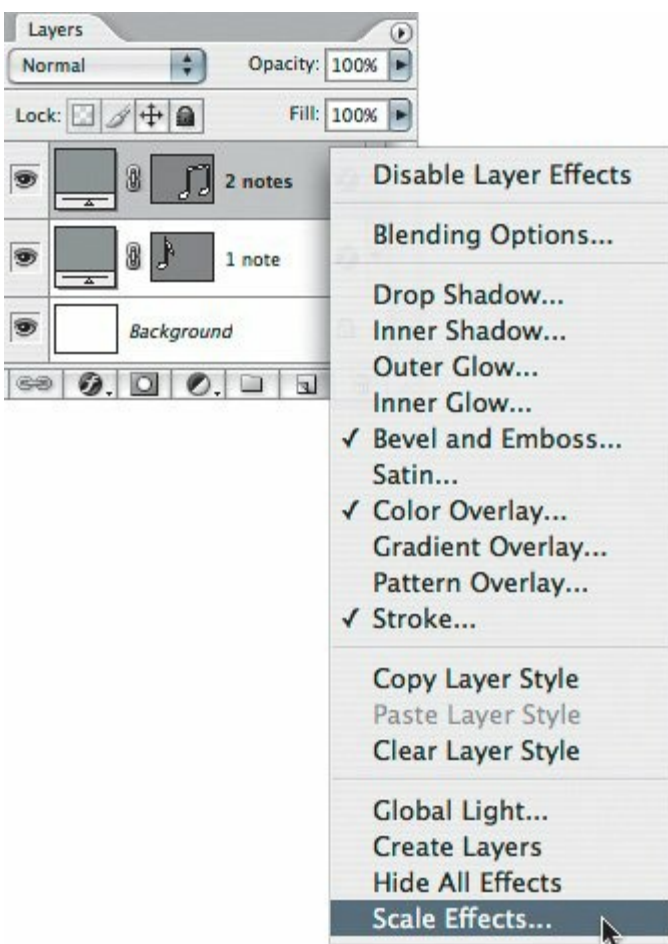 Layers
Normal Opacity: 100%
Lock: Fill: 100%
2 notes
1 note
Background
Disable Layer Effects
Blending Options...
Drop Shadow...
Inner Shadow...
Outer Glow...
Inner Glow...
✓ Bevel and Emboss...
Satin...
✓ Color Overlay...
Gradient Overlay...
Pattern Overlay...
✓ Stroke...
Copy Layer Style
Paste Layer Style
Clear Layer Style
Global Light...
Create Layers
Hide All Effects
Scale Effects...